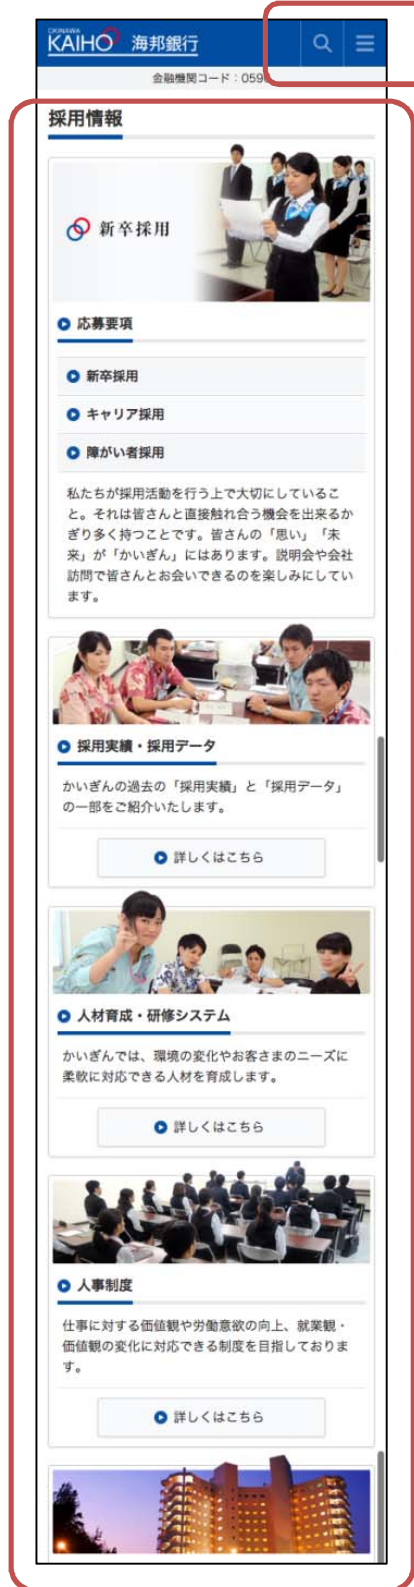 OKINAWA
KAIHO 海邦銀行
金融機関コード：059
採用情報
新卒採用
応募要項
新卒採用
キャリア採用
障がい者採用
私たちが採用活動を行う上で大切にしているこ
と。それは皆さんと直接触れ合う機会を出来るか
ぎり多く持つことです。皆さんの「思い」「未
来」が「かいぎん」にはあります。説明会や会社
訪問で皆さんとお会いできるのを楽しみにしてい
ます。
採用実績・採用データ
かいぎんの過去の「採用実績」と「採用データ」
の一部をご紹介いたします。
詳しくはこちら
人材育成・研修システム
かいぎんでは、環境の変化やお客さまのニーズに
柔軟に対応できる人材を育成します。
詳しくはこちら
人事制度
仕事に対する価値観や労働意欲の向上、就業観・
価値観の変化に対応できる制度を目指しておりま
す。
詳しくはこちら